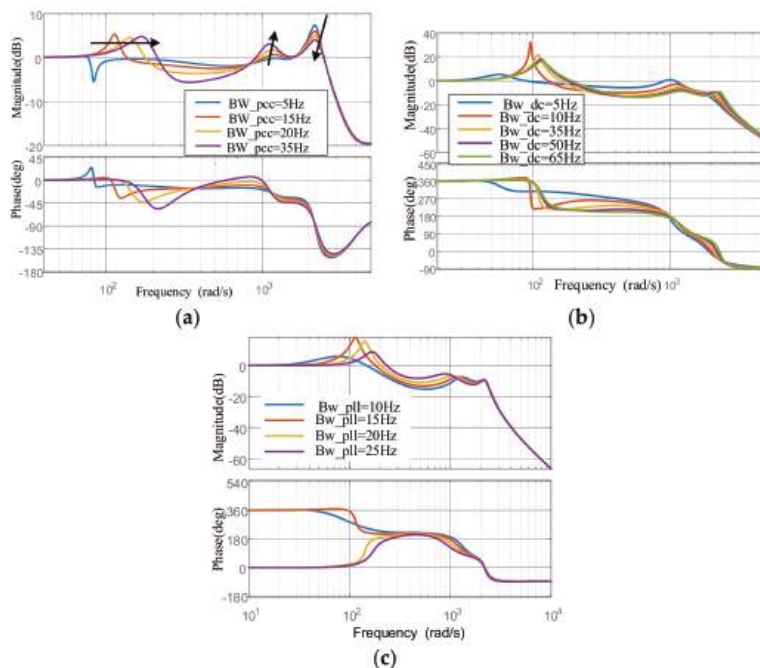 10
0
-10
20
Magnitude(dB)
BW_pcc=5Hz
BW_pcc=15Hz
BW_pcc=20Hz
BW_pcc=35Hz
45
0
-45
-90
-135
-180
Phase(deg)
10²
10³
Frequency (rad/s)
(a)
40
20
0
-20
-40
-60
Magnitude(dB)
Bw_dc=5Hz
Bw_dc=10Hz
Bw_dc=35Hz
Bw_dc=50Hz
Bw_dc=65Hz
360
270
180
90
0
-90
Phase(deg)
10²
10³
Frequency (rad/s)
(b)
0
-20
-40
-60
Magnitude(dB)
Bw_pll=10Hz
Bw_pll=15Hz
Bw_pll=20Hz
Bw_pll=25Hz
540
360
180
0
-180
Phase(deg)
10¹
10²
10³
10⁴
Frequency (rad/s)
(c)